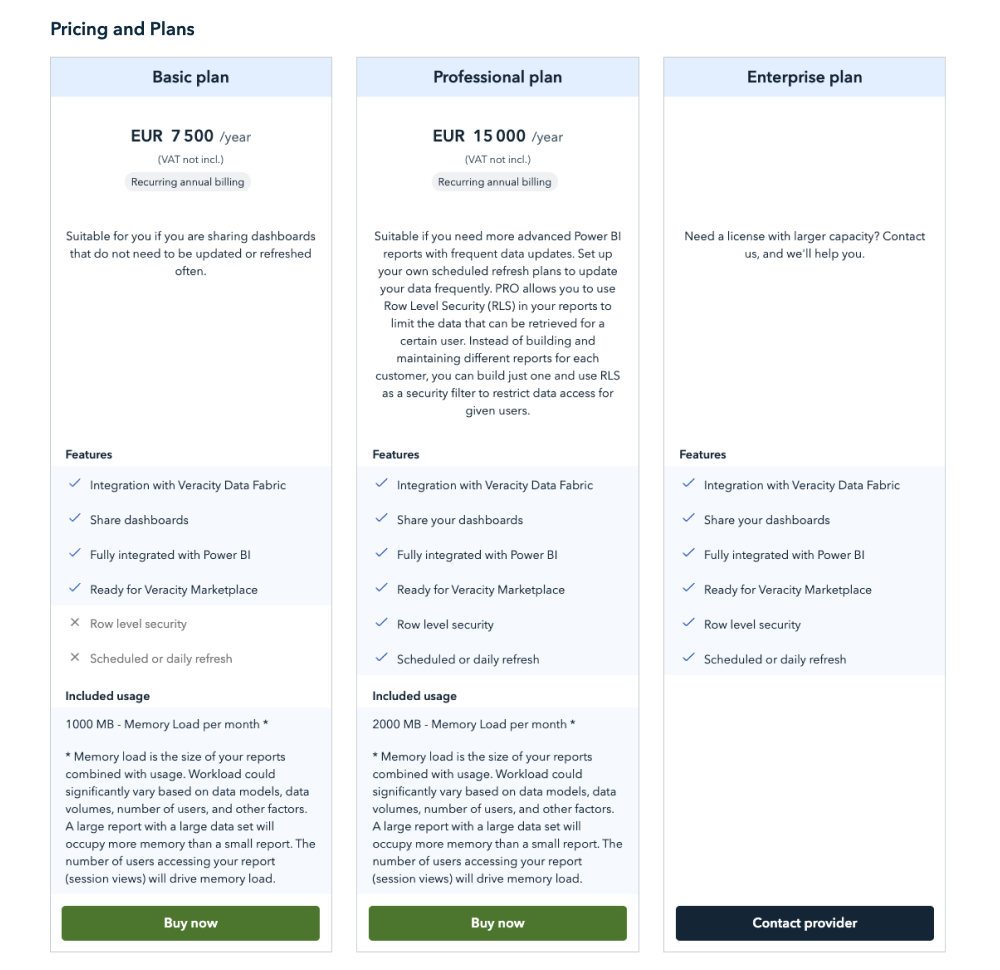 Pricing and Plans
Basic plan
EUR 7 500 /year
(VAT not incl.)
Recurring annual billing
Suitable for you if you are sharing dashboards
that do not need to be updated or refreshed
often.
Features
Integration with Veracity Data Fabric
Share dashboards
Fully integrated with Power BI
Ready for Veracity Marketplace
Row level security
Scheduled or daily refresh
Included usage
1000 MB - Memory Load per month *
* Memory load is the size of your reports
combined with usage. Workload could
significantly vary based on data models, data
volumes, number of users, and other factors.
A large report with a large data set will
occupy more memory than a small report. The
number of users accessing your report
(session views) will drive memory load.
Buy now
Professional plan
EUR 15 000 /year
(VAT not incl.)
Recurring annual billing
Suitable if you need more advanced Power BI
reports with frequent data updates. Set up
your own scheduled refresh plans to update
your data frequently. PRO allows you to use
Row Level Security (RLS) in your reports to
limit the data that can be retrieved for a
certain user. Instead of building and
maintaining different reports for each
customer, you can build just one and use RLS
as a security filter to restrict data access for
given users.
Features
Integration with Veracity Data Fabric
Share your dashboards
Fully integrated with Power BI
Ready for Veracity Marketplace
Row level security
Scheduled or daily refresh
Included usage
2000 MB - Memory Load per month *
* Memory load is the size of your reports
combined with usage. Workload could
significantly vary based on data models, data
volumes, number of users, and other factors.
A large report with a large data set will
occupy more memory than a small report. The
number of users accessing your report
(session views) will drive memory load.
Buy now
Enterprise plan
Need a license with larger capacity? Contact
us, and we'll help you.
Features
Integration with Veracity Data Fabric
Share your dashboards
Fully integrated with Power BI
Ready for Veracity Marketplace
Row level security
Scheduled or daily refresh
Contact provider